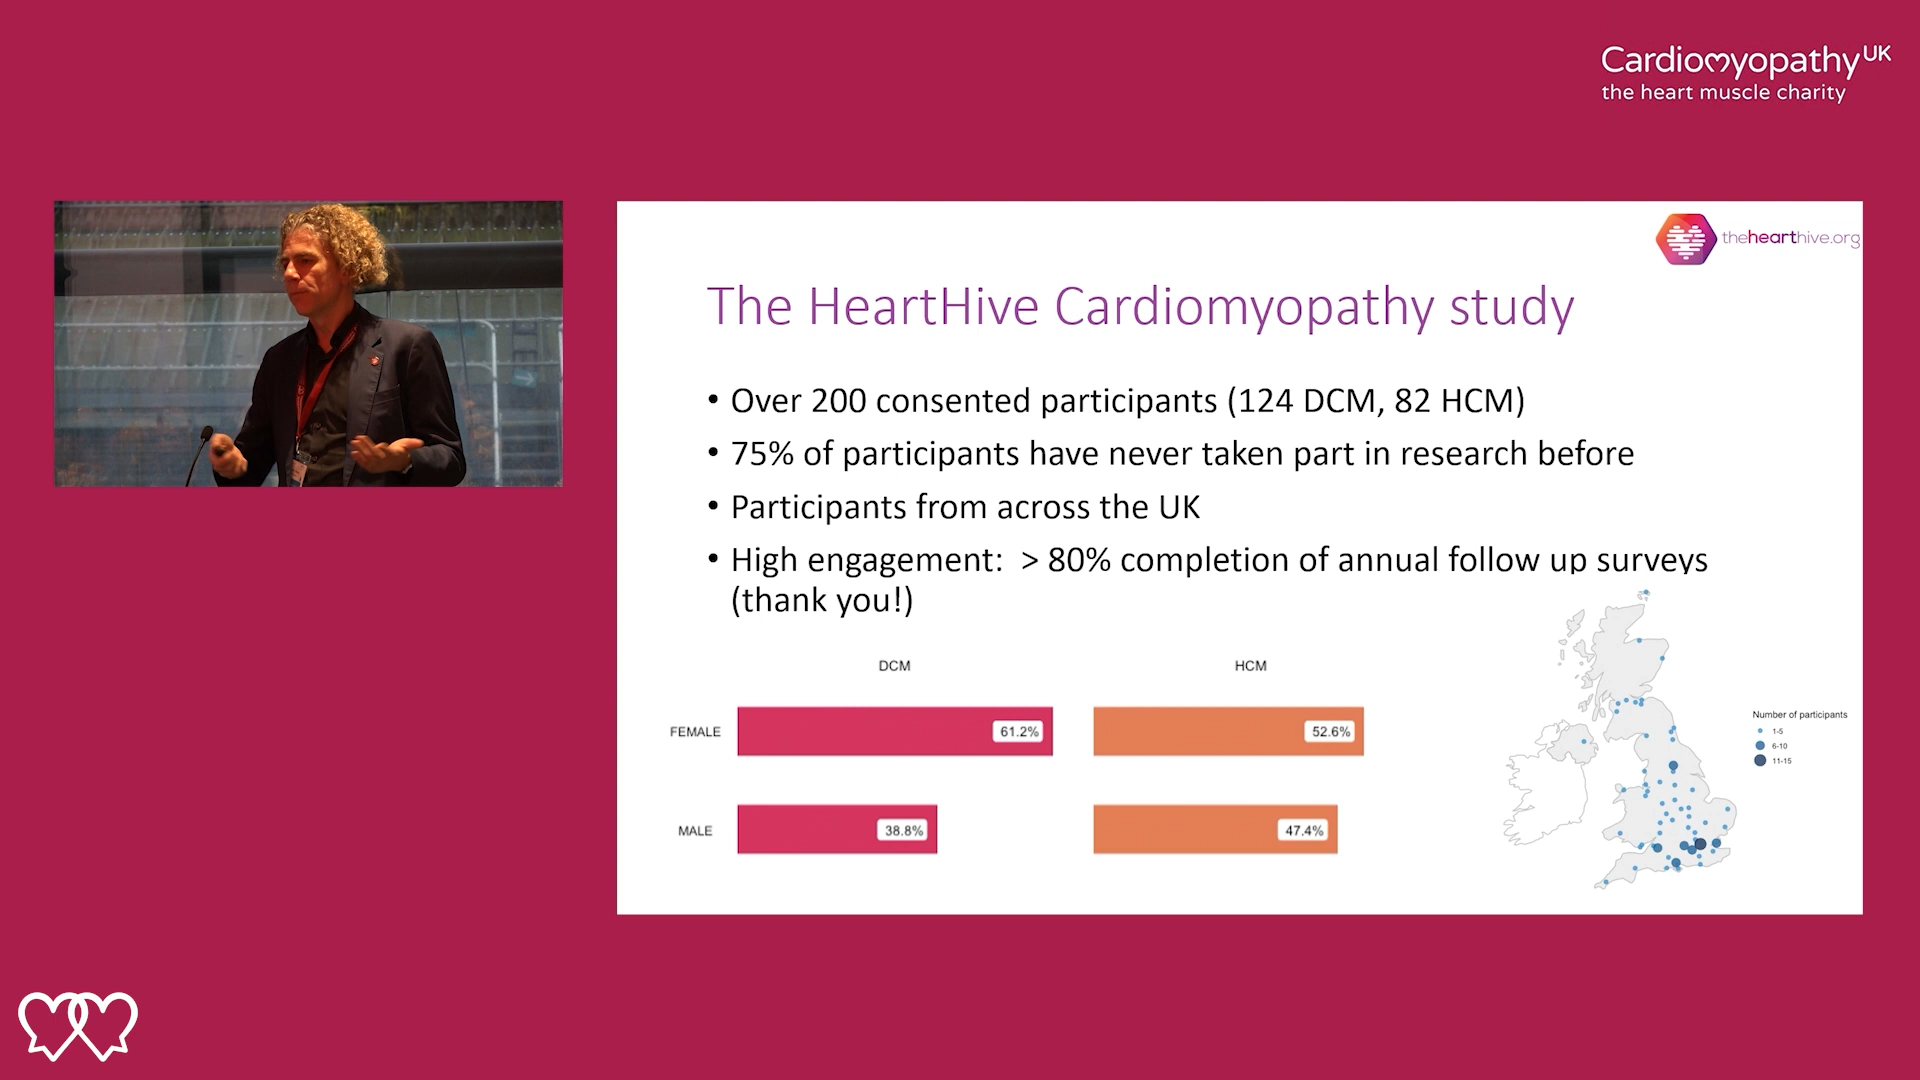 Cardiomyopathy UK
the heart muscle charity
thehearthive.org
The HeartHive Cardiomyopathy study
• Over 200 consented participants (124 DCM, 82 HCM)
• 75% of participants have never taken part in research before
• Participants from across the UK
• High engagement:  > 80% completion of annual follow up surveys
(thank you!)
DCM
HCM
FEMALE
61.2%
52.6%
MALE
38.8%
47.4%
Number of participants
1-5
6-10
11-15